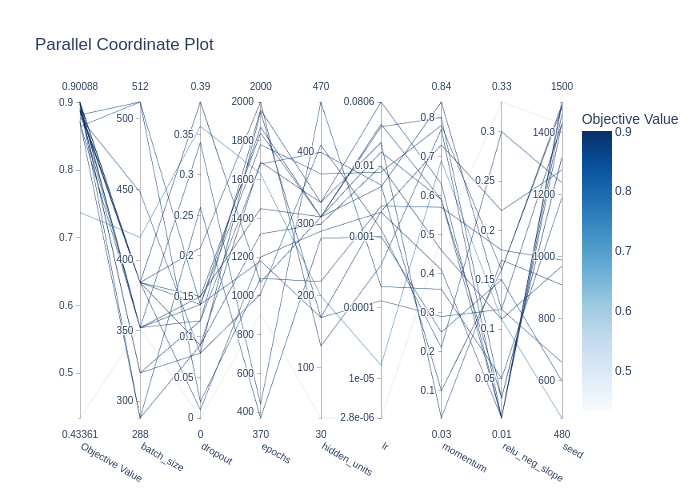 Parallel Coordinate Plot
0.90088 512 0.39 2000 470 0.0806 0.84 0.33 1500
Objective Value
0.9 0.8 0.7 0.6 0.5
0.43361
Objective Value
500 450 400 350 300
288
batch_size
0.35 0.3 0.25 0.2 0.15 0.1 0.05 0
0
dropout
2000 1800 1600 1400 1200 1000 800 600 400
370
epochs
400 300 200 100
30
hidden_units
0.01 0.001 0.0001 1e-05
2.8e-06
lr
0.8 0.7 0.6 0.5 0.4 0.3 0.2 0.1
0.03
momentum
0.3 0.25 0.2 0.15 0.1 0.05
0.01
relu_neg_slope
1400 1200 1000 800 600
480
seed
0.9
0.8
0.7
0.6
0.5